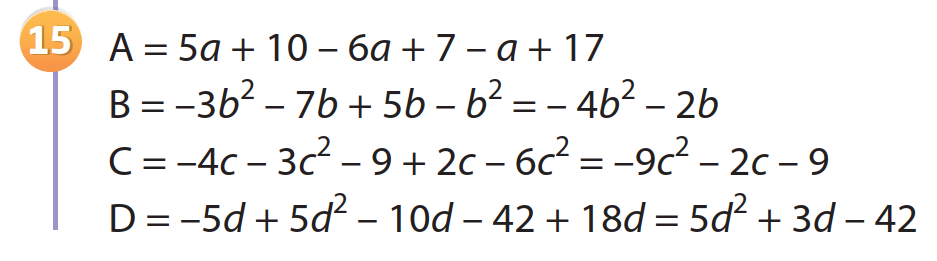 15 A = 5a + 10 – 6a + 7 – a + 17
B = –3b² – 7b + 5b – b² = – 4b² – 2b
C = –4c – 3c² – 9 + 2c – 6c² = –9c² – 2c – 9
D = –5d + 5d² – 10d – 42 + 18d = 5d² + 3d – 42